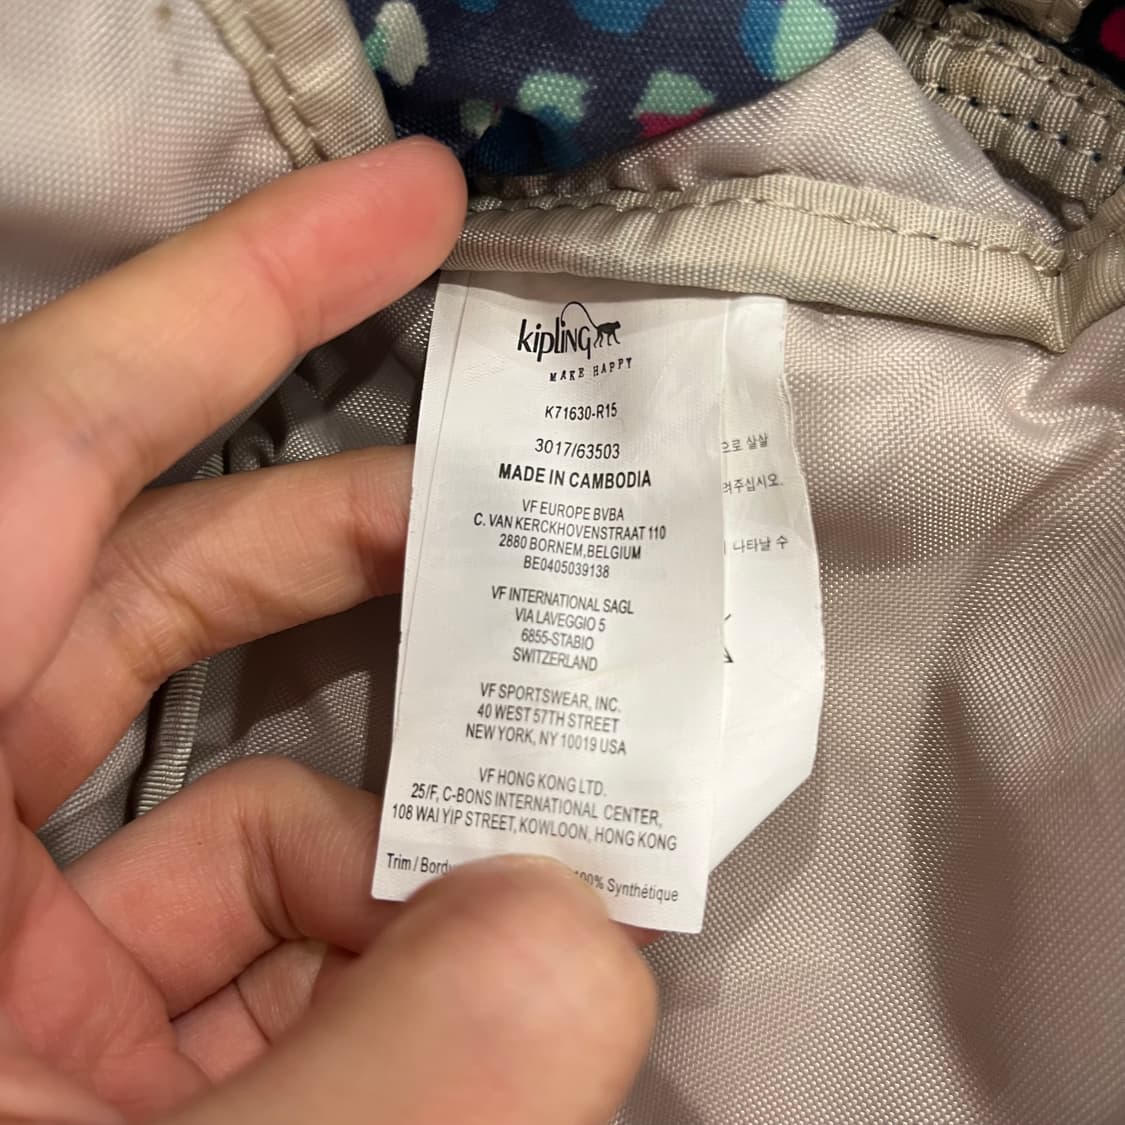 kipling
MAKE HAPPY
K71630-R15
3017/63503
MADE IN CAMBODIA
VF EUROPE BVBA
C. VAN KERCKHOVENSTRAAT 110
2880 BORNEM, BELGIUM
BE0405039138
VF INTERNATIONAL SAGL
VIA LAVEGGIO 5
6855-STABIO
SWITZERLAND
VF SPORTSWEAR, INC.
40 WEST 57TH STREET
NEW YORK, NY 10019 USA
VF HONG KONG LTD.
25/F, C-BONS INTERNATIONAL CENTER,
108 WAI YIP STREET, KOWLOON, HONG KONG
Trim / 100% Synthétique
으로 살살
려주십시오.
나타날 수